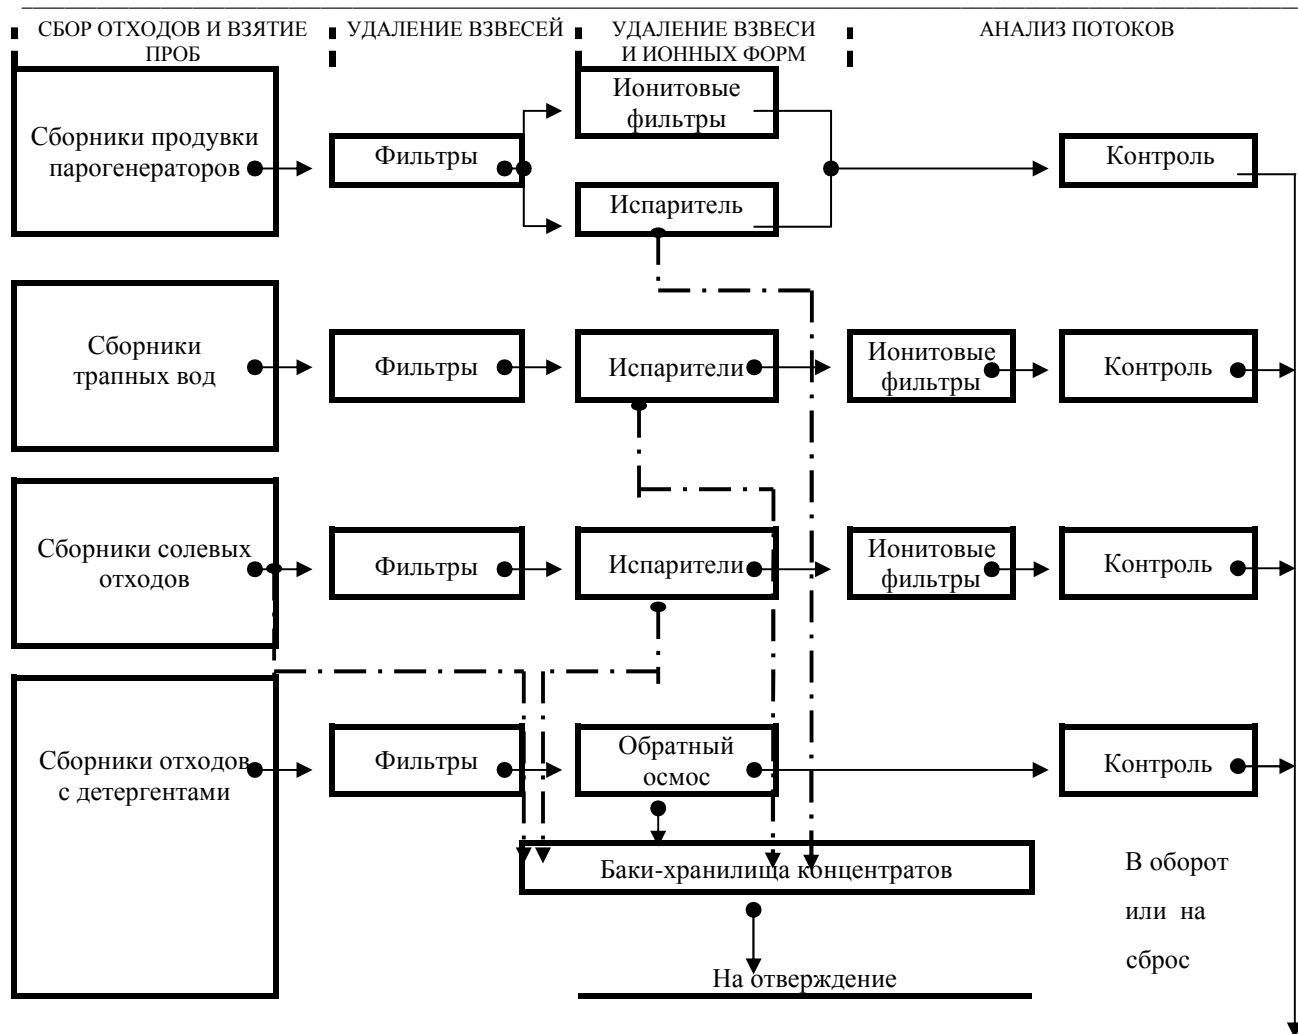 СБОР ОТХОДОВ И ВЗЯТИЕ
ПРОБ
УДАЛЕНИЕ ВЗВЕСЕЙ
УДАЛЕНИЕ ВЗВЕСИ
И ИОННЫХ ФОРМ
АНАЛИЗ ПОТОКОВ
Сборники продувки
парогенераторов
Фильтры
Ионитовые
фильтры
Испаритель
Контроль
Сборники
трапных вод
Фильтры
Испарители
Ионитовые
фильтры
Контроль
Сборники солевых
отходов
Фильтры
Испарители
Ионитовые
фильтры
Контроль
Сборники отходов
с детергентами
Фильтры
Обратный
осмос
Контроль
Баки-хранилища концентратов
В оборот
или на
сброс
На отверждение